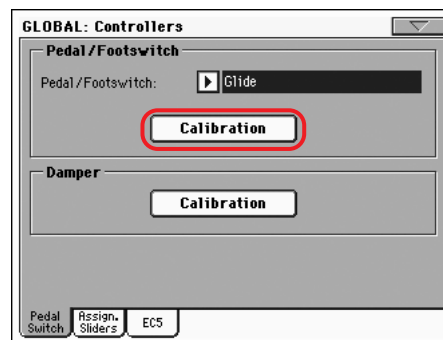 GLOBAL: Controllers
Pedal/Footswitch
Pedal/Footswitch: Glide
Calibration
Damper
Calibration
Pedal Switch
Assign. Sliders
EC5